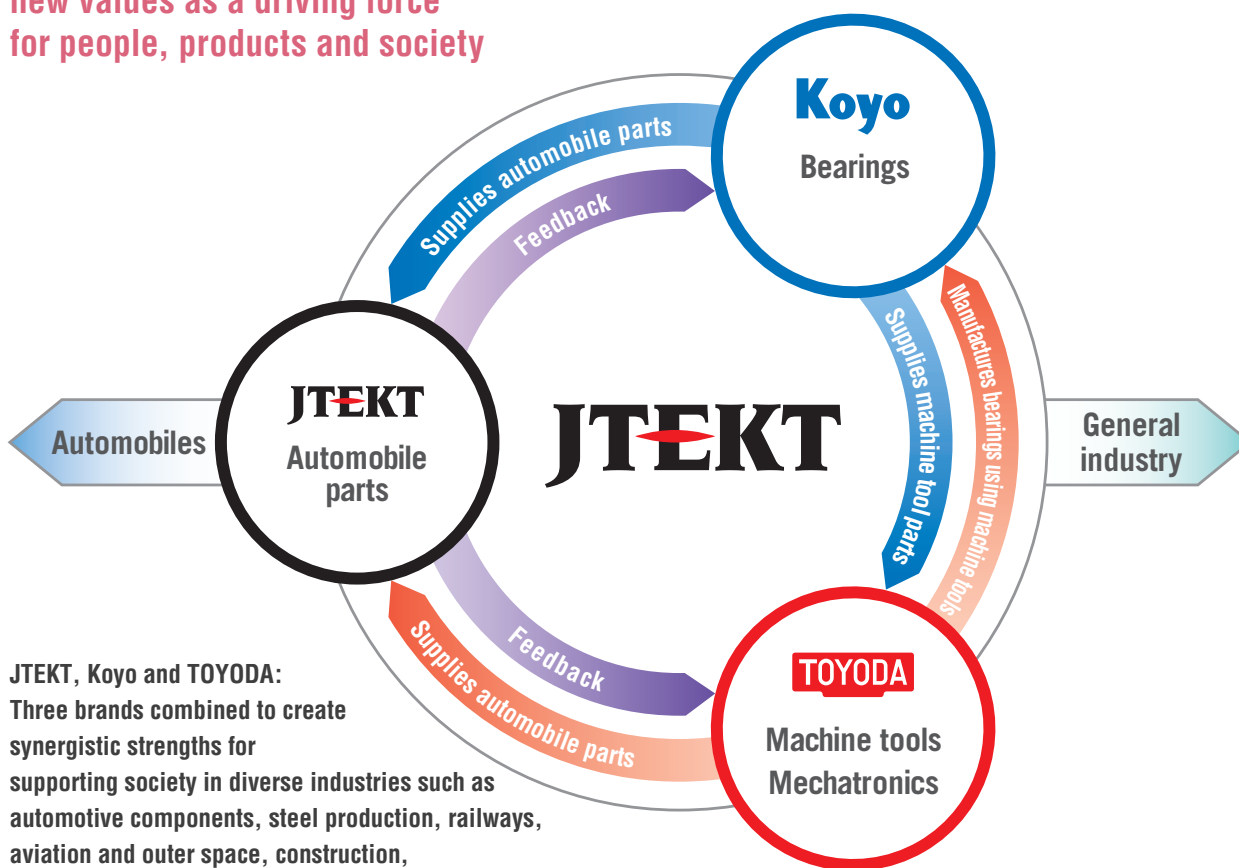 new values as a driving force
for people, products and society
Koyo
Bearings
Supplies automobile parts
Feedback
Supplies machine tool parts
Manufactures bearings using machine tools
JTEKT
Automobile
parts
JTEKT
Automobiles
General
industry
Feedback
Supplies automobile parts
TOYODA
Machine tools
Mechatronics
JTEKT, Koyo and TOYODA:
Three brands combined to create
synergistic strengths for
supporting society in diverse industries such as
automotive components, steel production, railways,
aviation and outer space, construction,